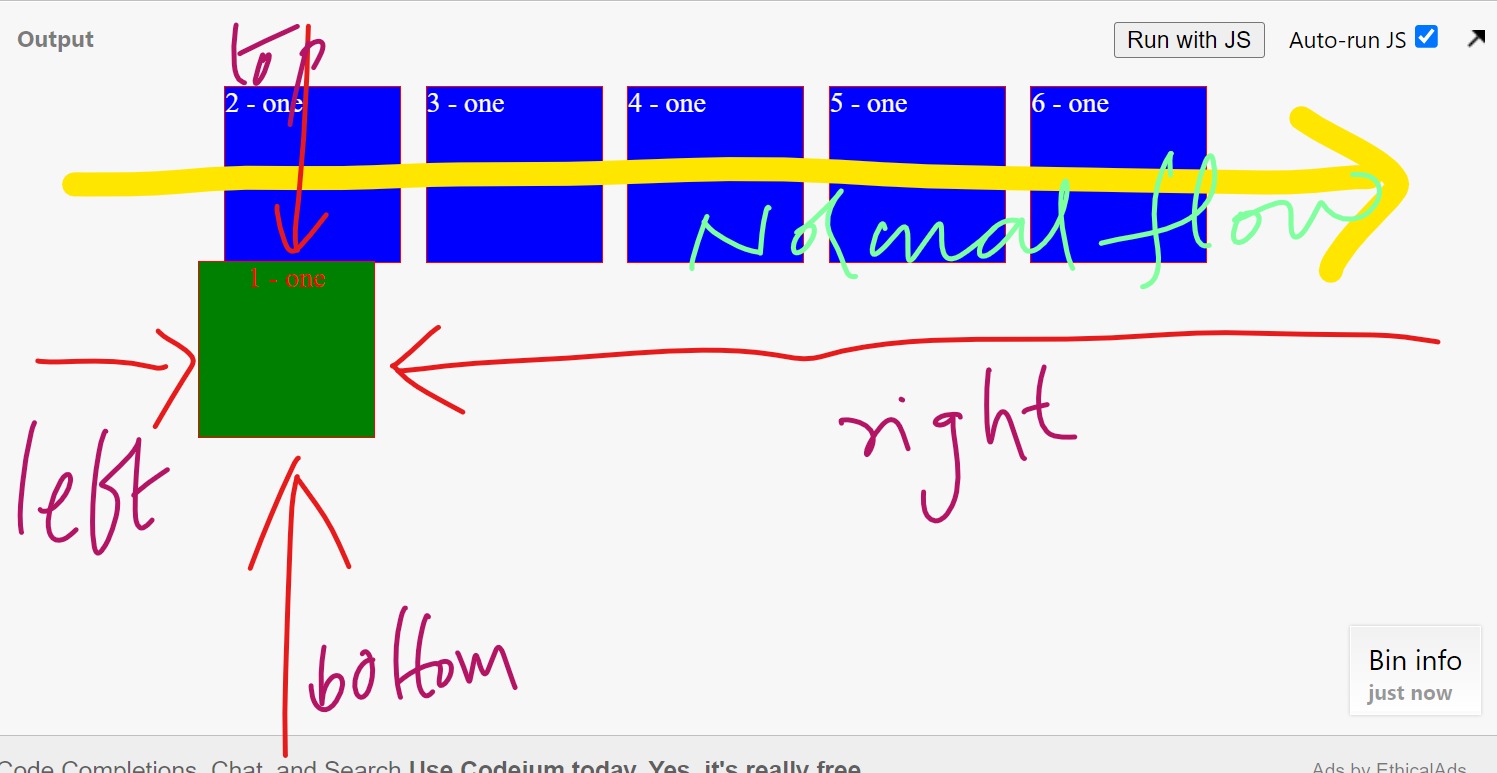 Output
Run with JS
Auto-run JS
top
2 - one
3 - one
4 - one
5 - one
6 - one
Normal-flow
1 - one
left
right
bottom
Bin info
just now
Code Completions, Chat, and Search Use Codeium today. Yes, it's really free
Ads by EthicalAds